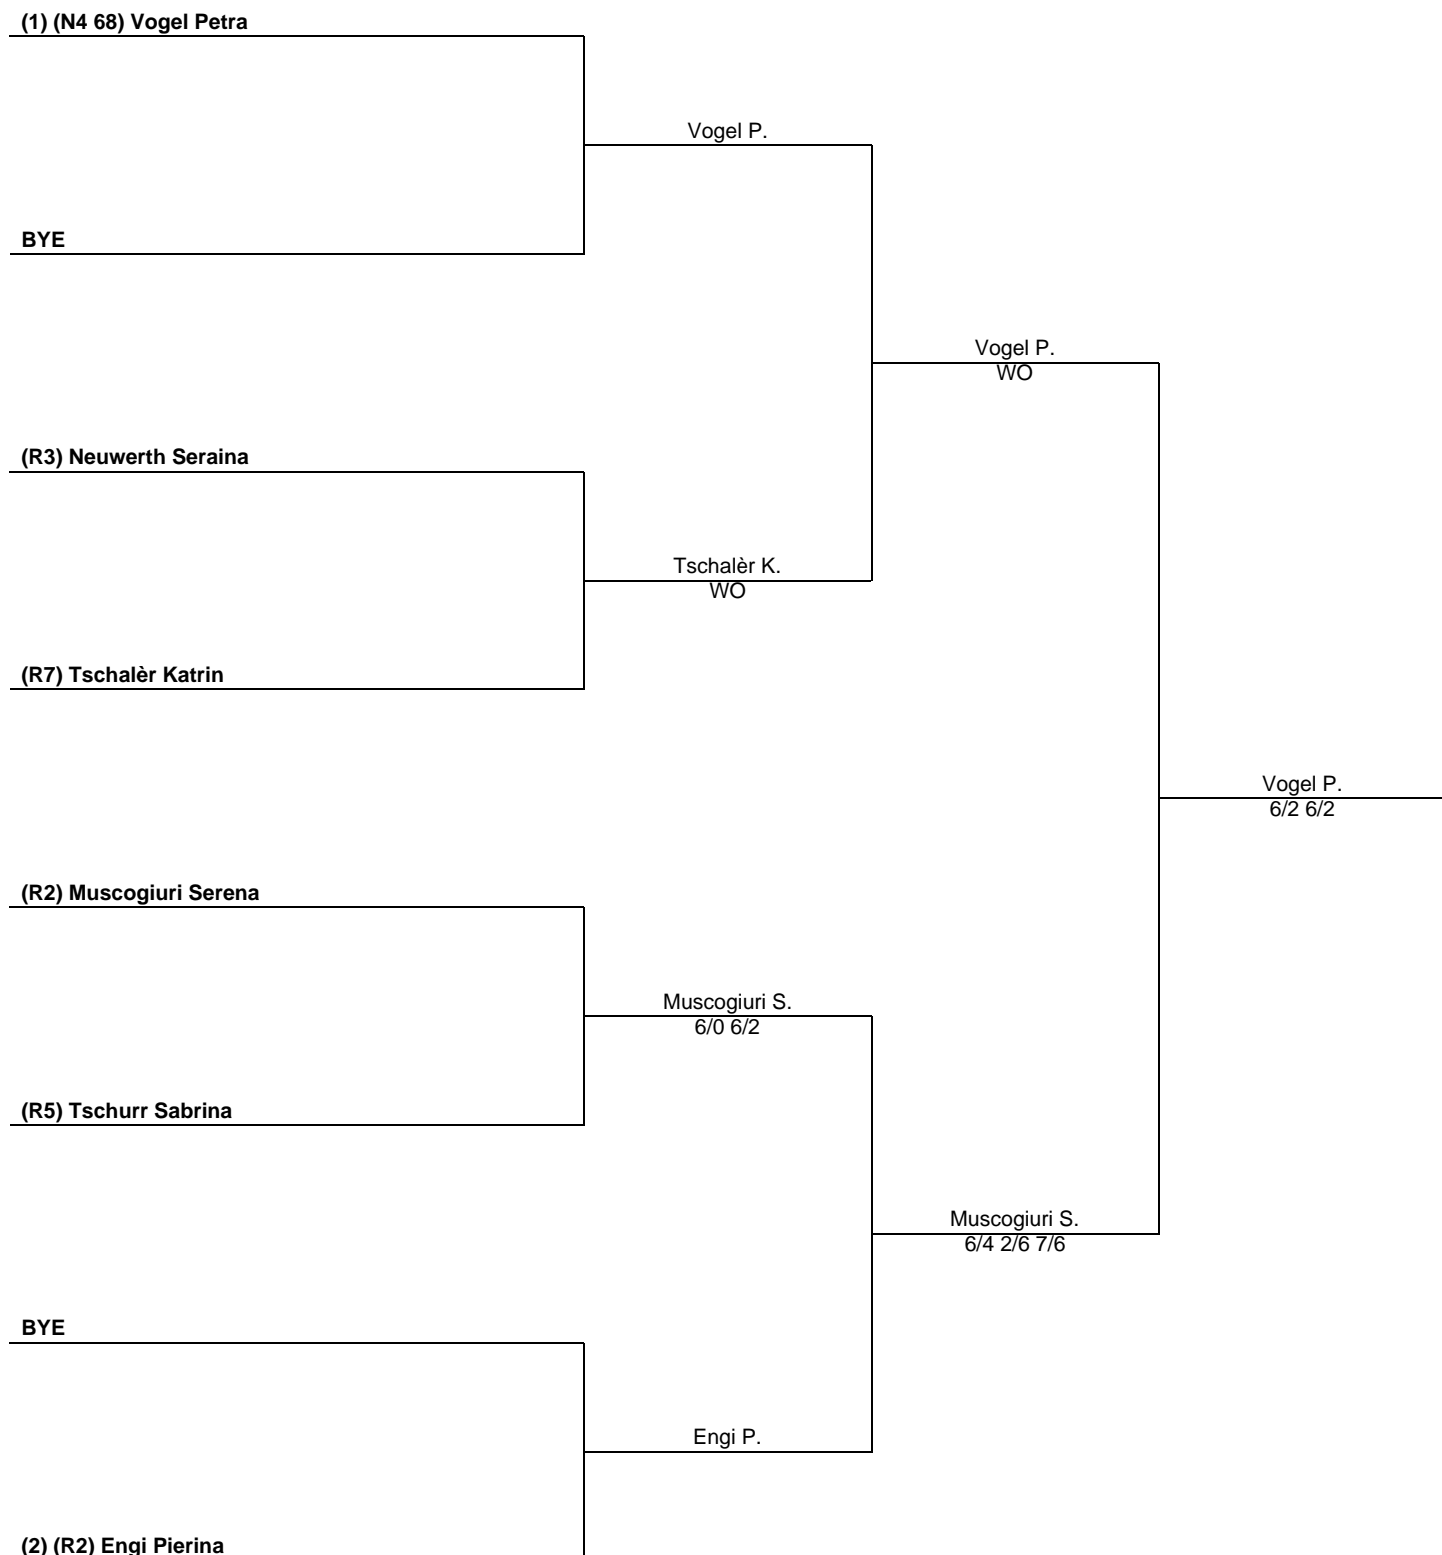 (1) (N4 68) Vogel Petra
Vogel P.
BYE
Vogel P.
WO
(R3) Neuwerth Seraina
Tschalèr K.
WO
(R7) Tschalèr Katrin
Vogel P.
6/2 6/2
(R2) Muscogiuri Serena
Muscogiuri S.
6/0 6/2
(R5) Tschurr Sabrina
Muscogiuri S.
6/4 2/6 7/6
BYE
Engi P.
(2) (R2) Engi Pierina